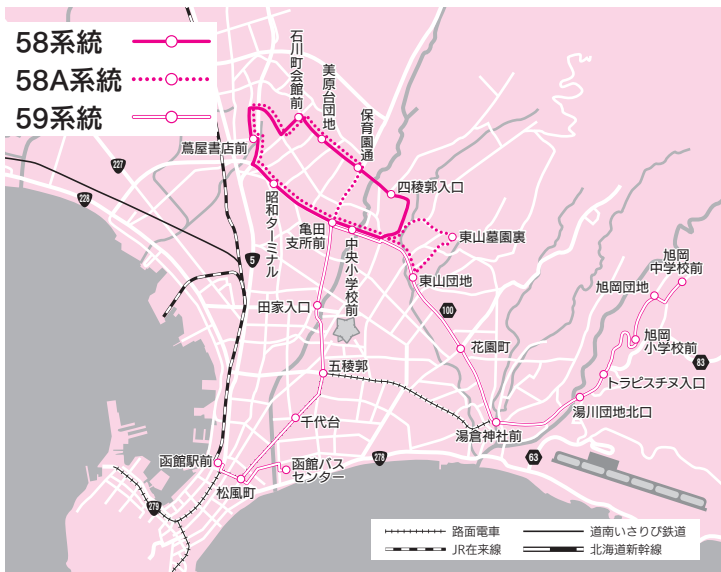 58系統
58A系統
59系統
石川町会館前
美原台団地
保育園通
蔦屋書店前
四稜郭入口
昭和ターミナル
亀田
支所前
中央小学校前
東山墓園裏
東山団地
旭岡
中学校前
旭岡団地
旭岡
小学校前
トラピスチヌ入口
湯川団地北口
田家入口
花園町
五稜郭
千代台
湯倉神社前
函館駅前
松風町
函館バス
センター
227
228
5
100
83
278
63
279
路面電車
道南いさりび鉄道
JR在来線
北海道新幹線